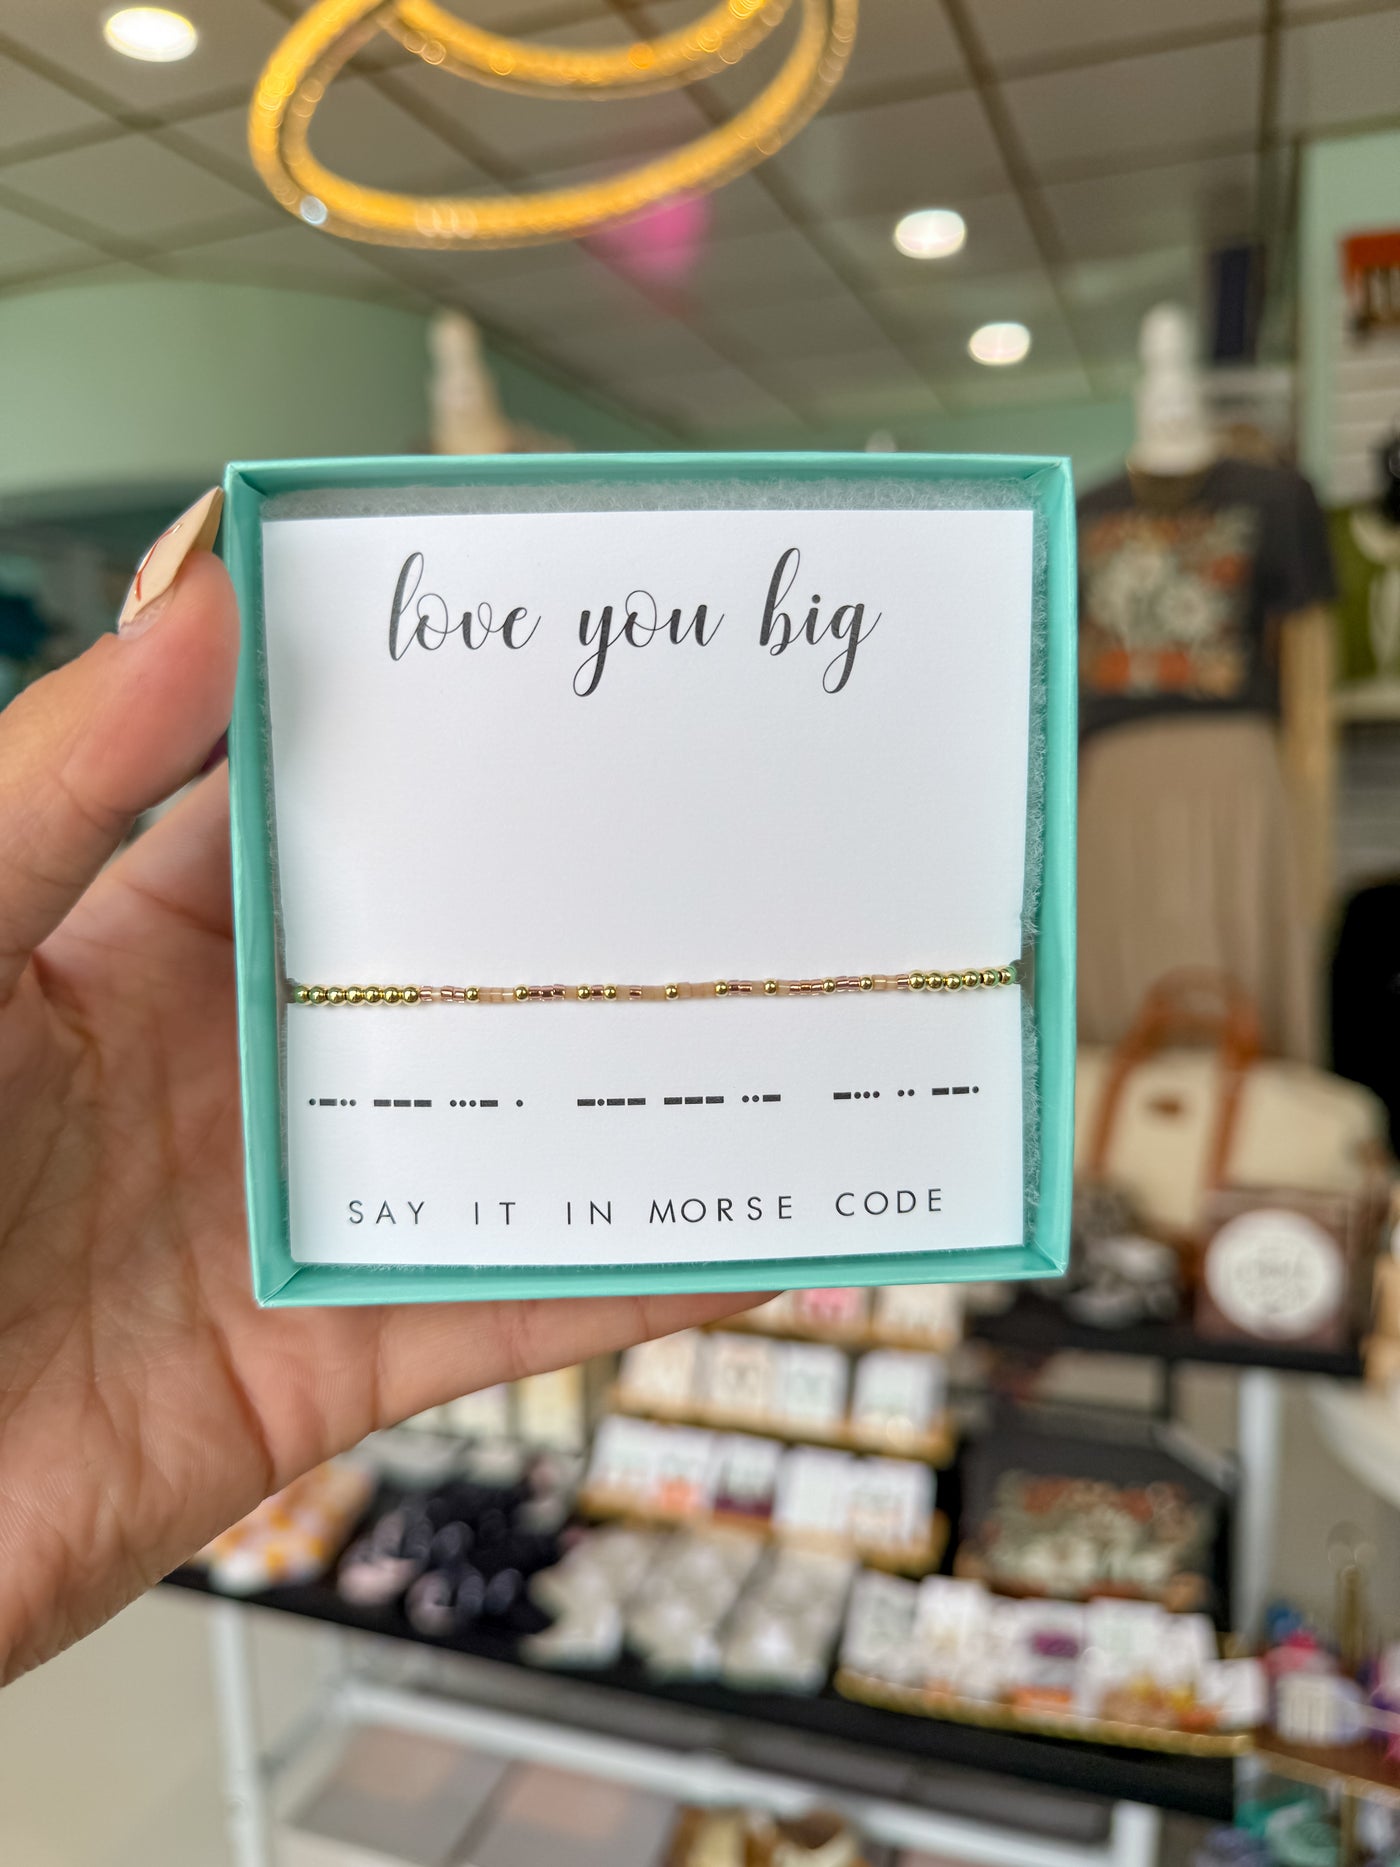 love you big
·−·· −−− ···− ·   −·−− −−− ··−   −··· ·· −−·
SAY IT IN MORSE CODE